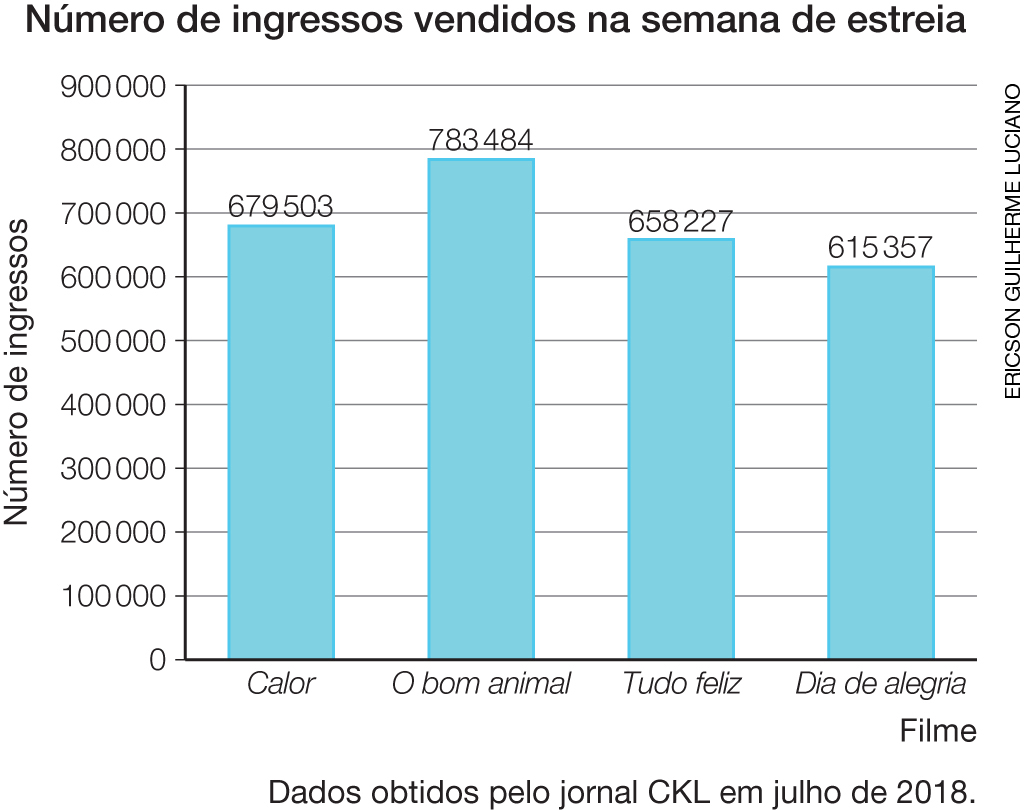 Número de ingressos vendidos na semana de estreia
Número de ingressos
900 000
800 000
700 000
600 000
500 000
400 000
300 000
200 000
100 000
0
679 503
783 484
658 227
615 357
Calor
O bom animal
Tudo feliz
Dia de alegria
Filme
Dados obtidos pelo jornal CKL em julho de 2018.
ERICSON GUILHERME LUCIANO